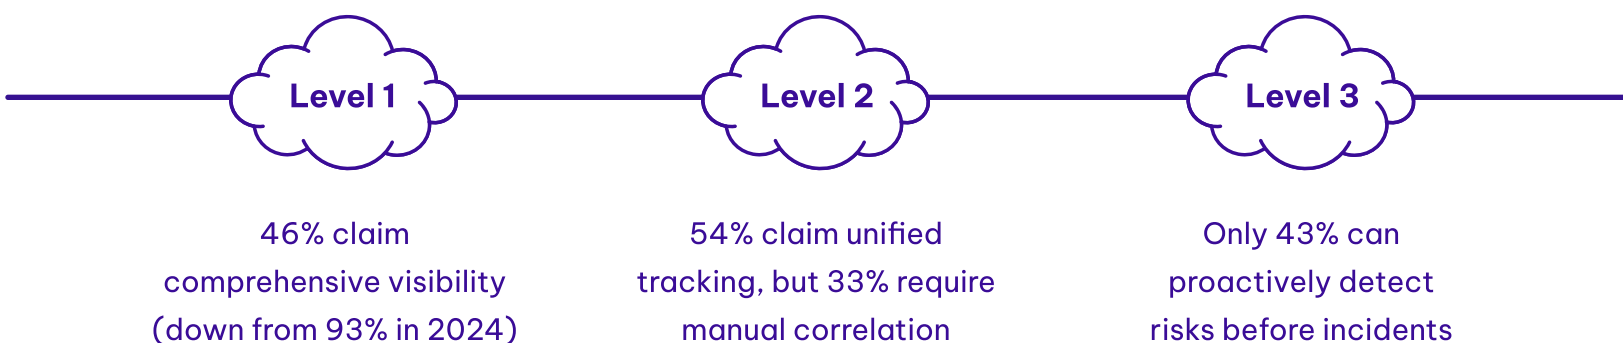 Level 1
46% claim
comprehensive visibility
(down from 93% in 2024)
Level 2
54% claim unified
tracking, but 33% require
manual correlation
Level 3
Only 43% can
proactively detect
risks before incidents